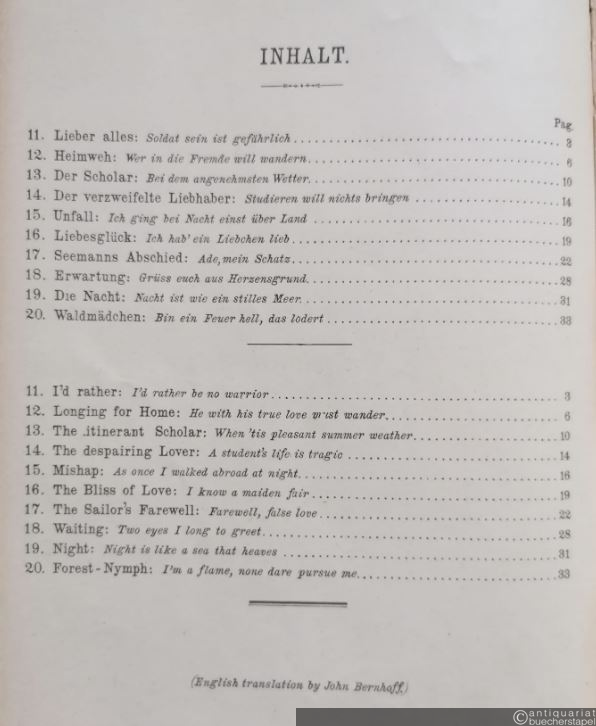 INHALT.
Pag.
11. Lieber alles: Soldat sein ist gefährlich 3
12. Heimweh: Wer in die Fremde will wandern 6
13. Der Scholar: Bei dem angenehmsten Wetter 10
14. Der verzweifelte Liebhaber: Studieren will nichts bringen 14
15. Unfall: Ich ging bei Nacht einst über Land 16
16. Liebesglück: Ich hab' ein Liebchen lieb 19
17. Seemanns Abschied: Ade, mein Schatz 22
18. Erwartung: Grüss euch aus Herzensgrund 28
19. Die Nacht: Nacht ist wie ein stilles Meer 31
20. Waldmädchen: Bin ein Feuer hell, das lodert 33
11. I'd rather: I'd rather be no warrior 3
12. Longing for Home: He with his true love must wander 6
13. The itinerant Scholar: When 'tis pleasant summer weather 10
14. The despairing Lover: A student's life is tragic 14
15. Mishap: As once I walked abroad at night 16
16. The Bliss of Love: I know a maiden fair 19
17. The Sailor's Farewell: Farewell, false love 22
18. Waiting: Two eyes I long to greet 28
19. Night: Night is like a sea that heaves 31
20. Forest-Nymph: I'm a flame, none dare pursue me 33
(English translation by John Bernhoff.)
©antiquariat
buecherstapel